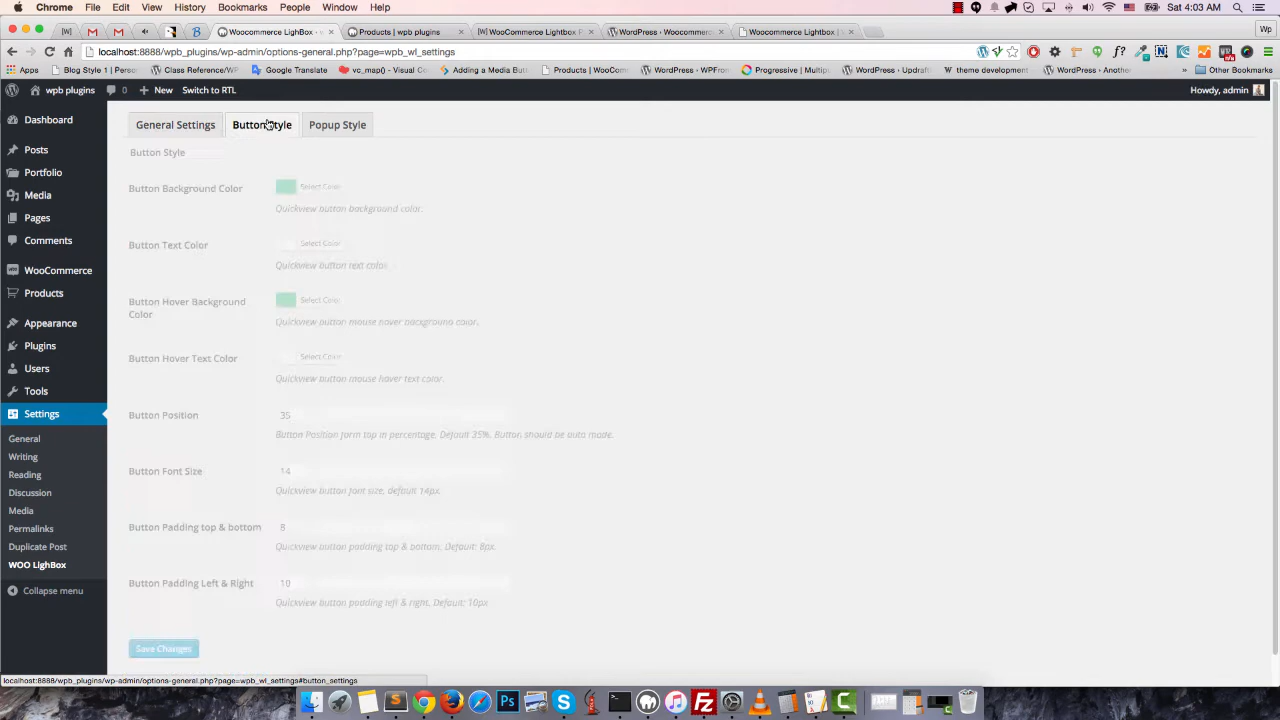 Chrome File Edit View History Bookmarks People Window Help Sat 4:03 AM
Woocommerce LighBox - Products | wpb plugins Woocommerce LightBox P WordPress - Woocommerc Woocommerce Lightbox | Wp
localhost:8888/wpb_plugins/wp-admin/options-general.php?page=wpb_wl_settings
Apps Blog Style 1 | Perso Class Reference/WP Google Translate vc_map() - Visual Com Adding a Media Butt Products | WooComm WordPress - WPFrom Progressive | Multipu WordPress › Updraft theme development WordPress › Another » Other Bookmarks
wpb plugins 0 New Switch to RTL Howdy, admin
Dashboard
Posts
Portfolio
Media
Pages
Comments
WooCommerce
Products
Appearance
Plugins
Users
Tools
Settings
General
Writing
Reading
Discussion
Media
Permalinks
Duplicate Post
WOO LighBox
Collapse menu
General Settings Button Style Popup Style
Button Style
Button Background Color Select Color
Quickview button background color.
Button Text Color Select Color
Quickview button text color
Button Hover Background Color Select Color
Quickview button mouse hover background color.
Button Hover Text Color Select Color
Quickview button mouse hover text color.
Button Position 35
Button Position form top in percentage. Default 35%. Button should be auto mode.
Button Font Size 14
Quickview button font size, default 14px.
Button Padding top & bottom 8
Quickview button padding top & bottom, Default: 8px.
Button Padding Left & Right 10
Quickview button padding left & right, Default: 10px
Save Changes
localhost:8888/wpb_plugins/wp-admin/options-general.php?page=wpb_wl_settings#button_settings